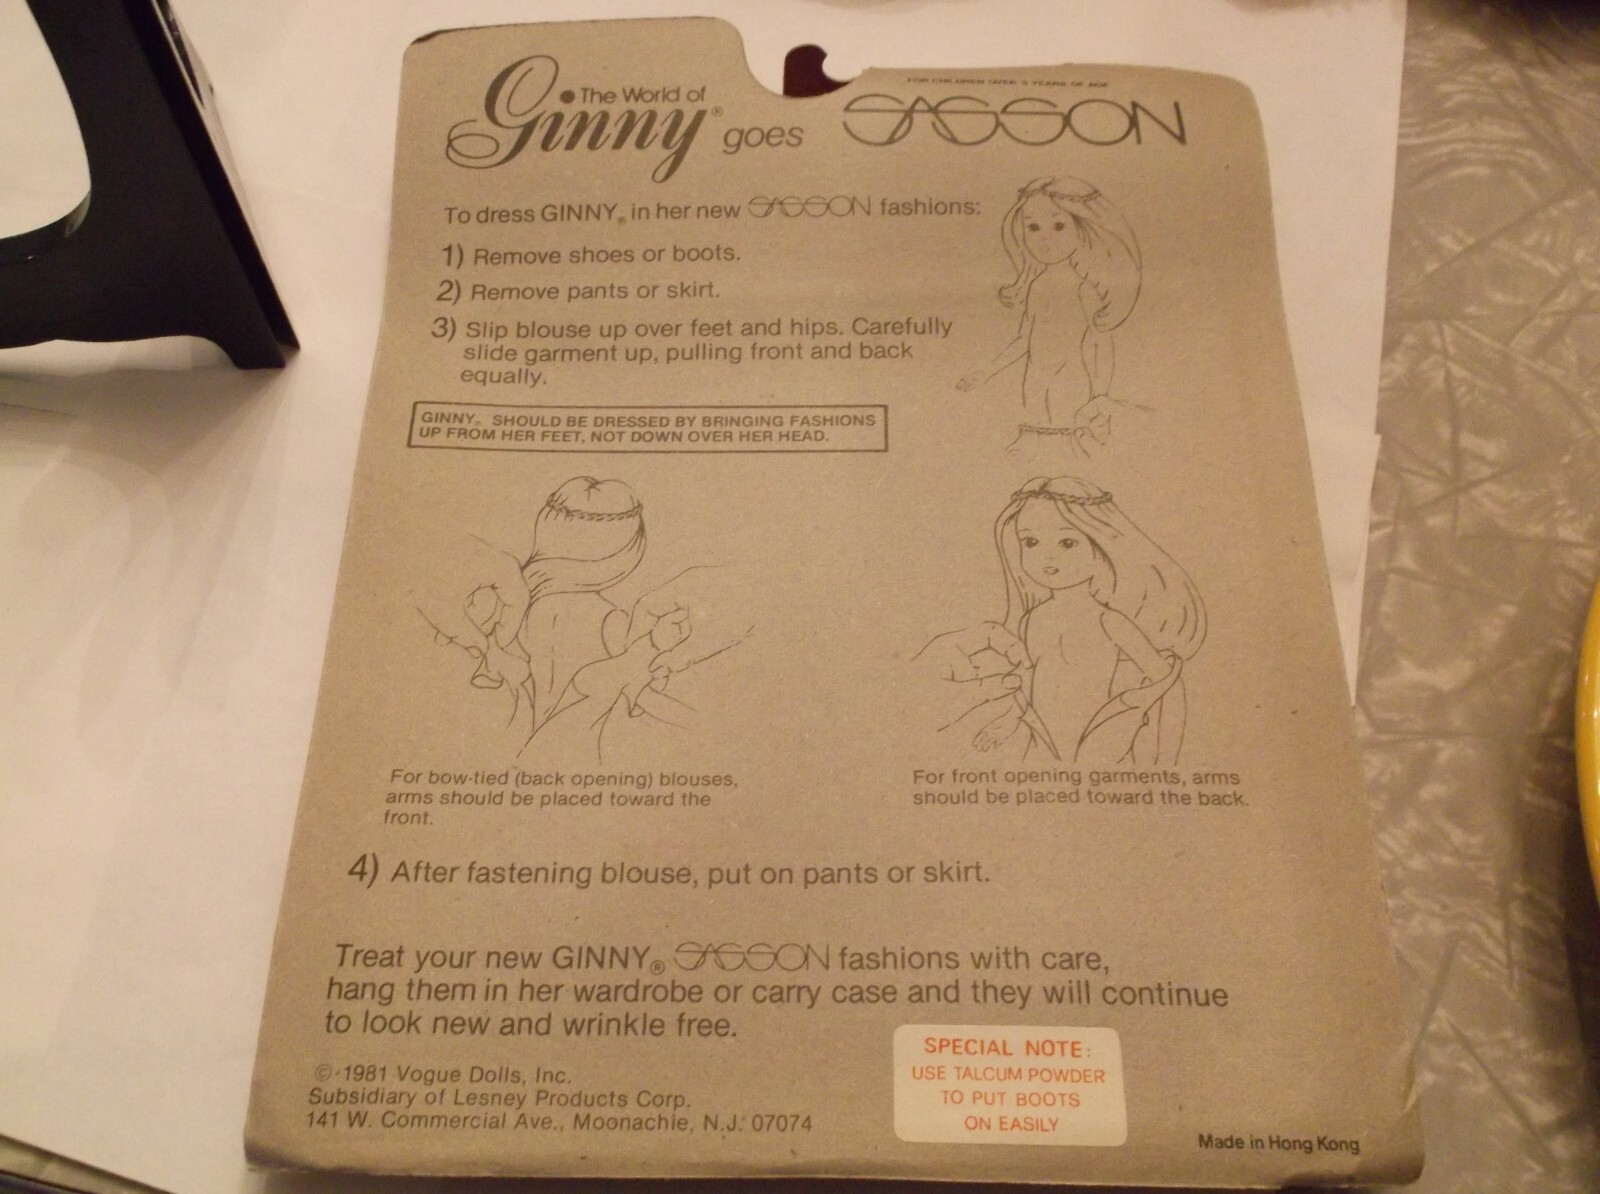 FOR CHILDREN OVER YEARS OF AGE
The World of
Ginny® goes SASSON
To dress GINNY® in her new SASSON fashions:
1) Remove shoes or boots.
2) Remove pants or skirt.
3) Slip blouse up over feet and hips. Carefully
slide garment up, pulling front and back
equally.
GINNY® SHOULD BE DRESSED BY BRINGING FASHIONS
UP FROM HER FEET, NOT DOWN OVER HER HEAD.
For bow-tied (back opening) blouses,
arms should be placed toward the
front.
For front opening garments, arms
should be placed toward the back.
4) After fastening blouse, put on pants or skirt.
Treat your new GINNY® SASSON fashions with care,
hang them in her wardrobe or carry case and they will continue
to look new and wrinkle free.
© 1981 Vogue Dolls, Inc.
Subsidiary of Lesney Products Corp.
141 W. Commercial Ave., Moonachie, N.J. 07074
SPECIAL NOTE:
USE TALCUM POWDER
TO PUT BOOTS
ON EASILY
Made in Hong Kong